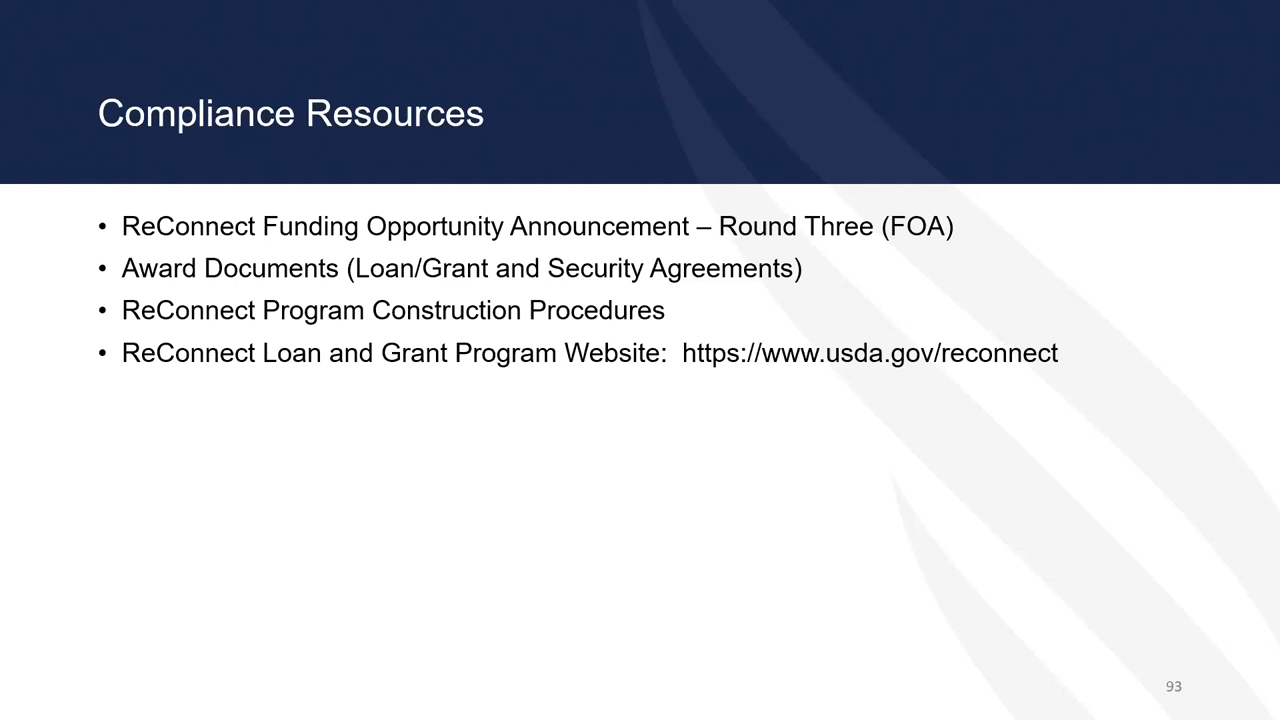 Compliance Resources
• ReConnect Funding Opportunity Announcement – Round Three (FOA)
• Award Documents (Loan/Grant and Security Agreements)
• ReConnect Program Construction Procedures
• ReConnect Loan and Grant Program Website:  https://www.usda.gov/reconnect
93